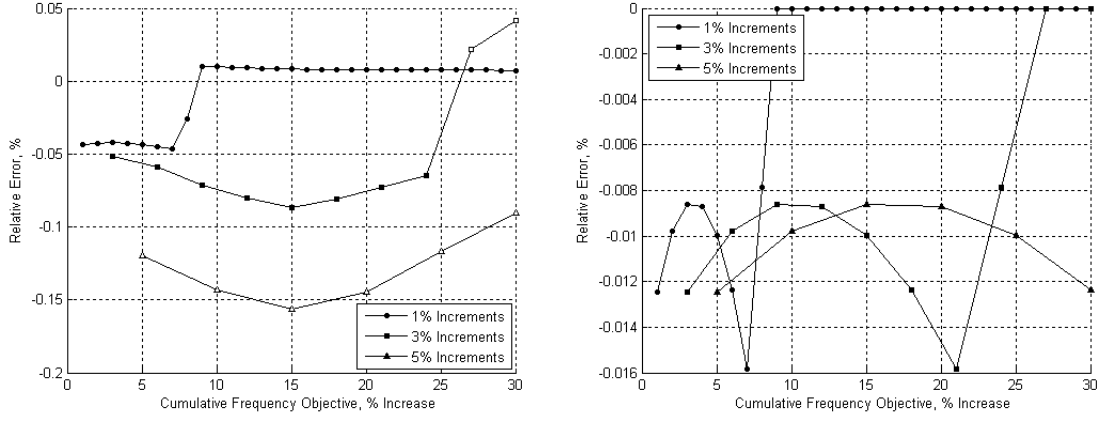 0.05
0
-0.05
-0.1
-0.15
-0.2
Relative Error, %
1% Increments
3% Increments
5% Increments
0 5 10 15 20 25 30
Cumulative Frequency Objective, % Increase
0
-0.002
-0.004
-0.006
-0.008
-0.01
-0.012
-0.014
-0.016
Relative Error, %
1% Increments
3% Increments
5% Increments
0 5 10 15 20 25 30
Cumulative Frequency Objective, % Increase